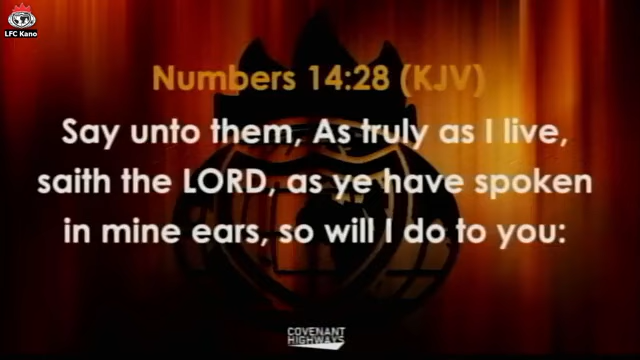 LFC Kano
Numbers 14:28 (KJV)
Say unto them, As truly as I live,
saith the LORD, as ye have spoken
in mine ears, so will I do to you:
COVENANT
HIGHWAYS